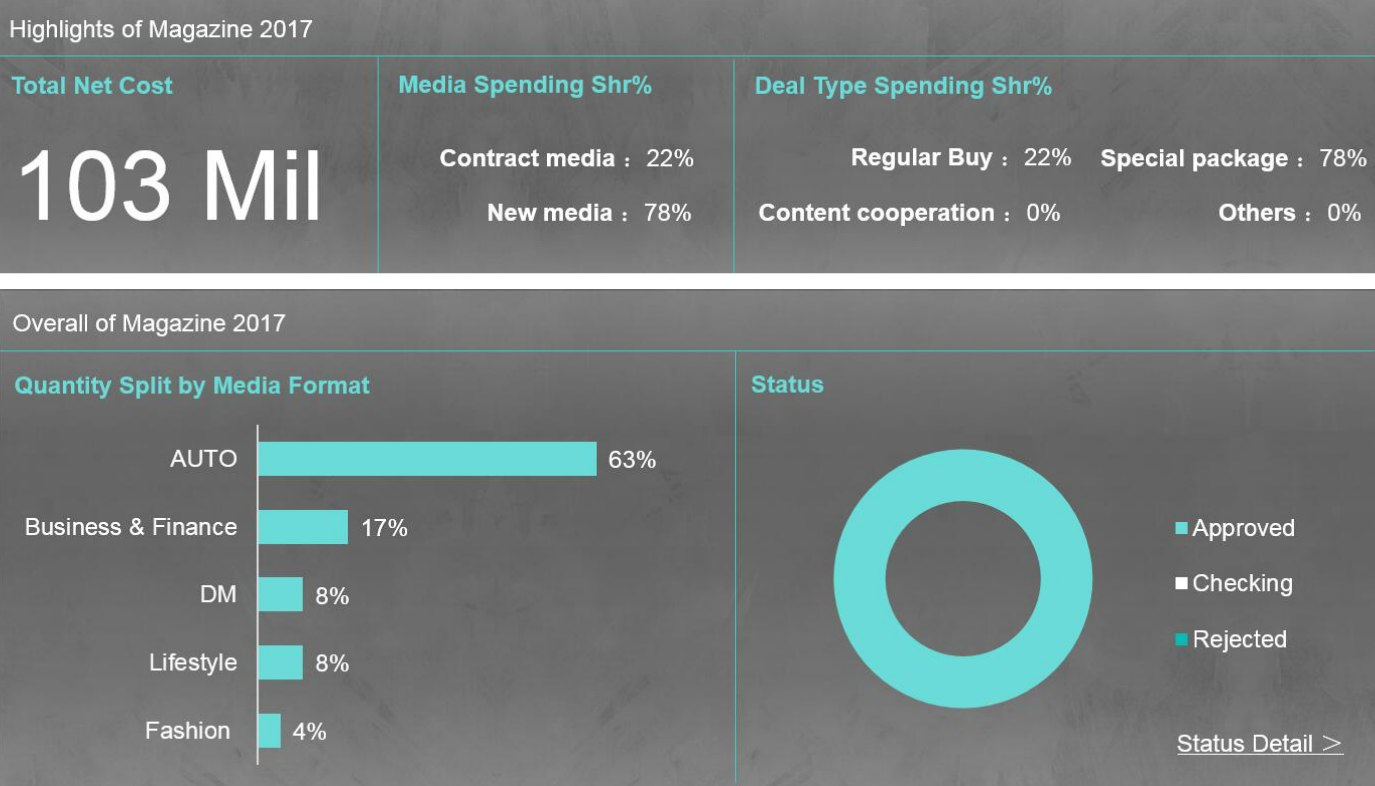 Highlights of Magazine 2017
Total Net Cost
103 Mil
Media Spending Shr%
Contract media： 22%
New media： 78%
Deal Type Spending Shr%
Regular Buy： 22% Special package： 78%
Content cooperation： 0% Others： 0%
Overall of Magazine 2017
Quantity Split by Media Format
AUTO 63%
Business & Finance 17%
DM 8%
Lifestyle 8%
Fashion 4%
Status
Approved
Checking
Rejected
Status Detail ＞